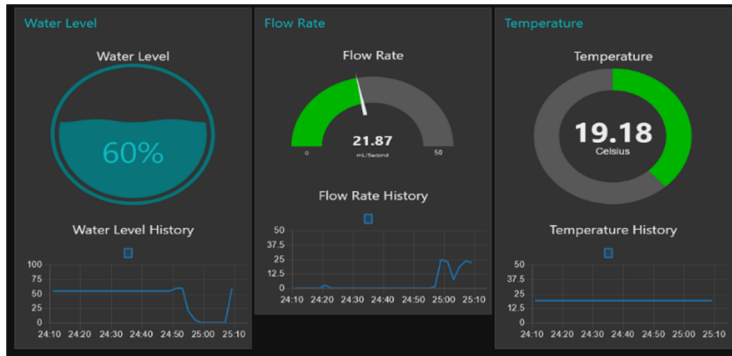 Water Level
Water Level
60%
Water Level History
100
75
50
25
0
24:10 24:20 24:30 24:40 24:50 25:00 25:10
Flow Rate
Flow Rate
21.87
mL/Second
0 50
Flow Rate History
50
37.5
25
12.5
0
24:10 24:20 24:30 24:40 24:50 25:00 25:10
Temperature
Temperature
19.18
Celsius
Temperature History
50
37.5
25
12.5
0
24:10 24:20 24:30 24:40 24:50 25:00 25:10